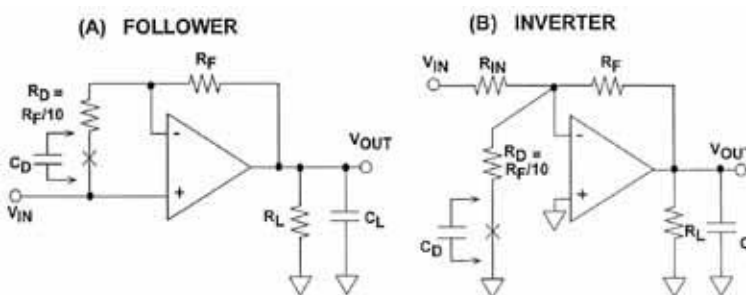 (A) FOLLOWER
RF
RD =
RF/10
CD
-
+
VIN
VOUT
RL
CL
(B) INVERTER
VIN
RIN
RF
RD =
RF/10
CD
-
+
VOUT
RL
C